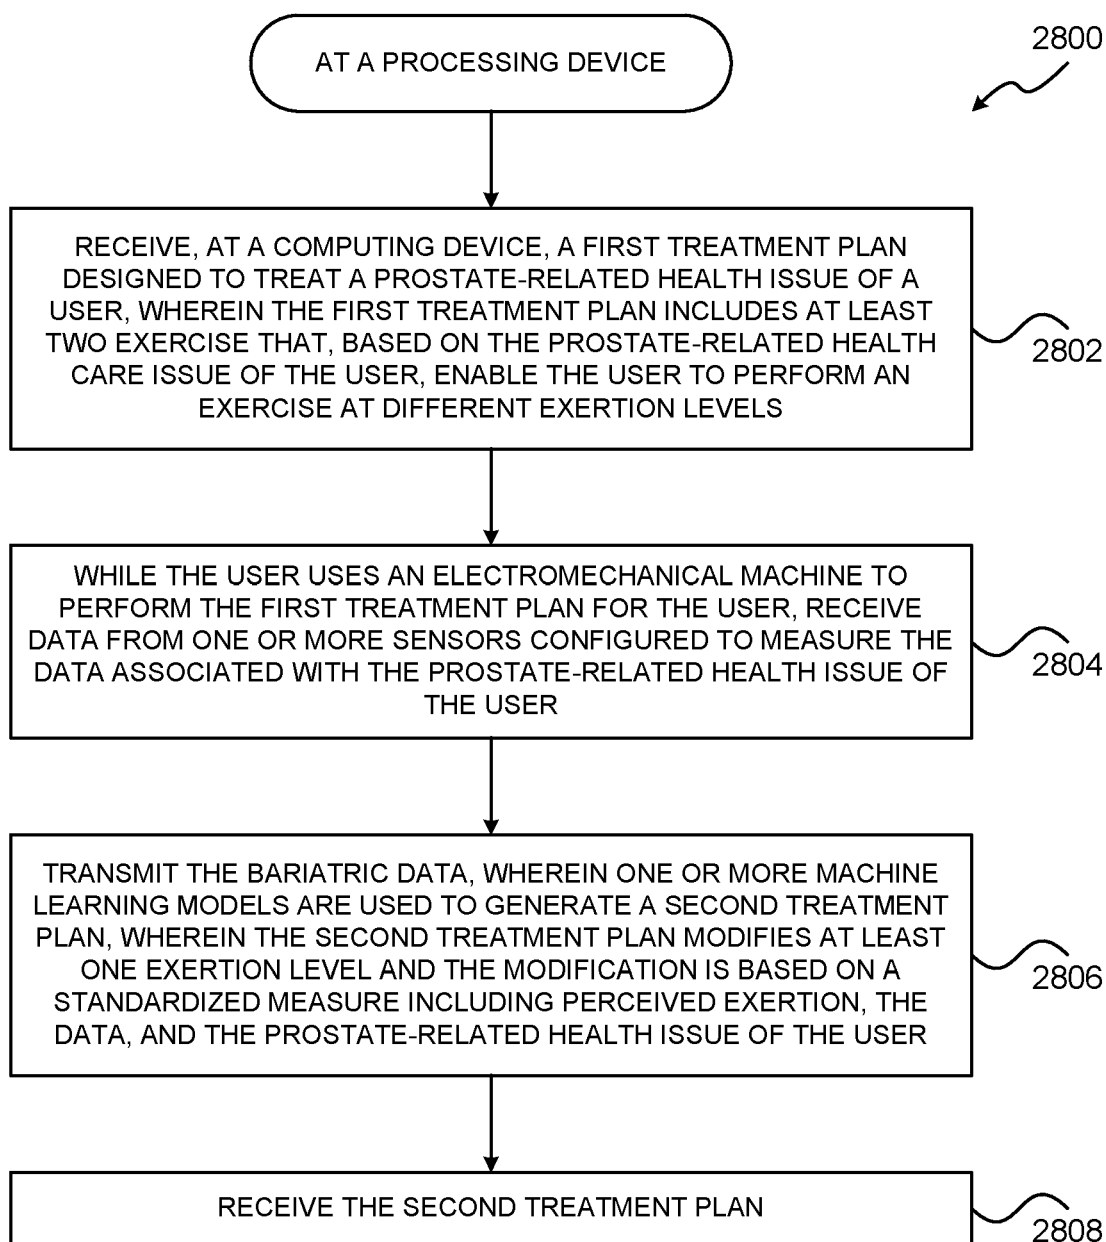 AT A PROCESSING DEVICE
2800
RECEIVE, AT A COMPUTING DEVICE, A FIRST TREATMENT PLAN
DESIGNED TO TREAT A PROSTATE-RELATED HEALTH ISSUE OF A
USER, WHEREIN THE FIRST TREATMENT PLAN INCLUDES AT LEAST
TWO EXERCISE THAT, BASED ON THE PROSTATE-RELATED HEALTH
CARE ISSUE OF THE USER, ENABLE THE USER TO PERFORM AN
EXERCISE AT DIFFERENT EXERTION LEVELS
2802
WHILE THE USER USES AN ELECTROMECHANICAL MACHINE TO
PERFORM THE FIRST TREATMENT PLAN FOR THE USER, RECEIVE
DATA FROM ONE OR MORE SENSORS CONFIGURED TO MEASURE THE
DATA ASSOCIATED WITH THE PROSTATE-RELATED HEALTH ISSUE OF
THE USER
2804
TRANSMIT THE BARIATRIC DATA, WHEREIN ONE OR MORE MACHINE
LEARNING MODELS ARE USED TO GENERATE A SECOND TREATMENT
PLAN, WHEREIN THE SECOND TREATMENT PLAN MODIFIES AT LEAST
ONE EXERTION LEVEL AND THE MODIFICATION IS BASED ON A
STANDARDIZED MEASURE INCLUDING PERCEIVED EXERTION, THE
DATA, AND THE PROSTATE-RELATED HEALTH ISSUE OF THE USER
2806
RECEIVE THE SECOND TREATMENT PLAN
2808